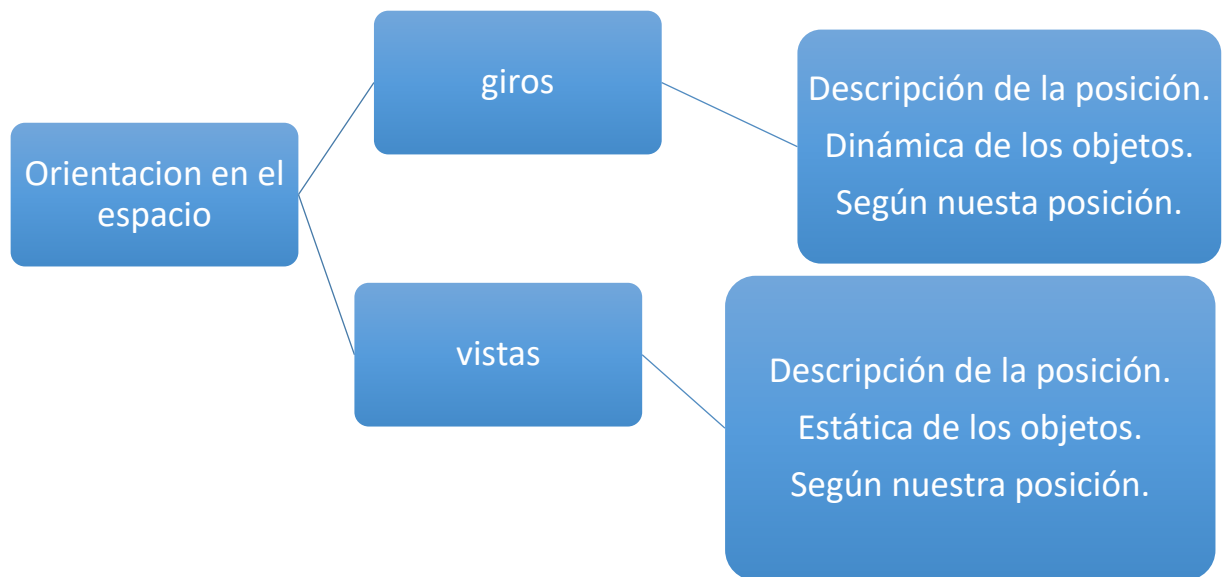 Orientacion en el
espacio
giros
Descripción de la posición.
Dinámica de los objetos.
Según nuesta posición.
vistas
Descripción de la posición.
Estática de los objetos.
Según nuestra posición.